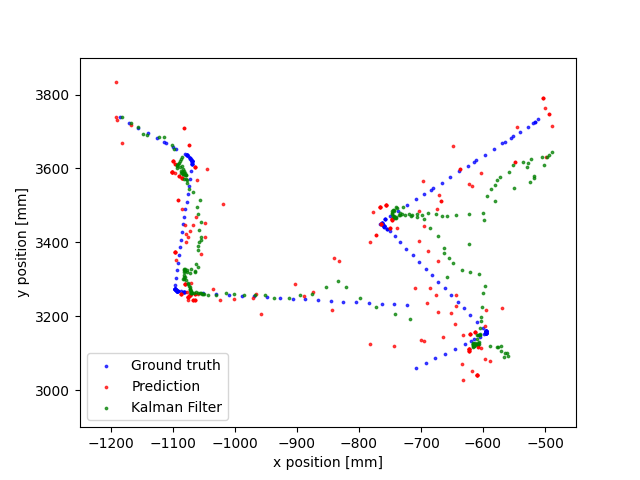 3800
3600
3400
3200
3000
y position [mm]
Ground truth
Prediction
Kalman Filter
−1200 −1100 −1000 −900 −800 −700 −600 −500
x position [mm]